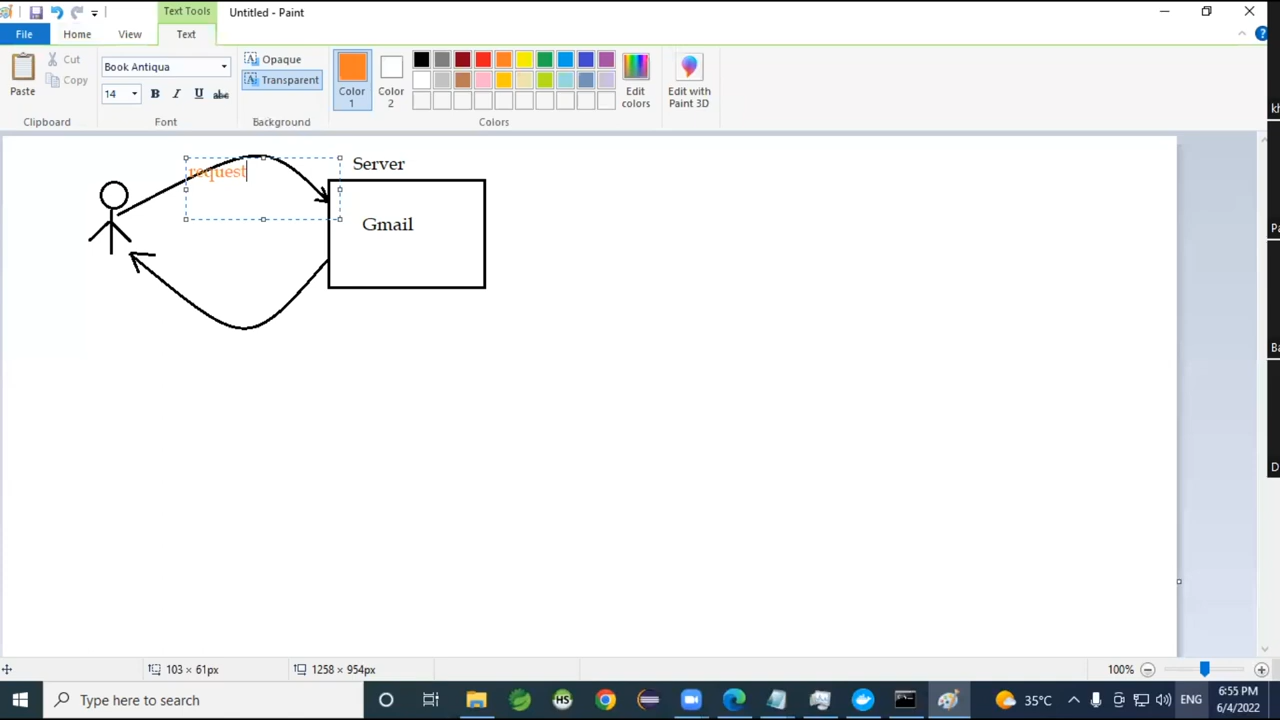 Text Tools
Untitled - Paint
File
Home
View
Text
Paste
Cut
Copy
Clipboard
Book Antiqua
14
B
I
U
abc
Font
Opaque
Transparent
Background
Color
1
Color
2
Edit
colors
Edit with
Paint 3D
Colors
request
Server
Gmail
103 × 61px
1258 × 954px
100%
Type here to search
HS
35°C
ENG
6:55 PM
6/4/2022